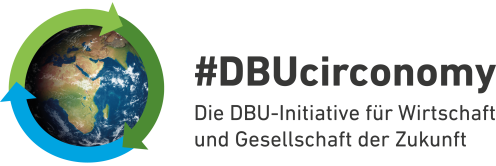 #DBUcirconomy
Die DBU-Initiative für Wirtschaft
und Gesellschaft der Zukunft